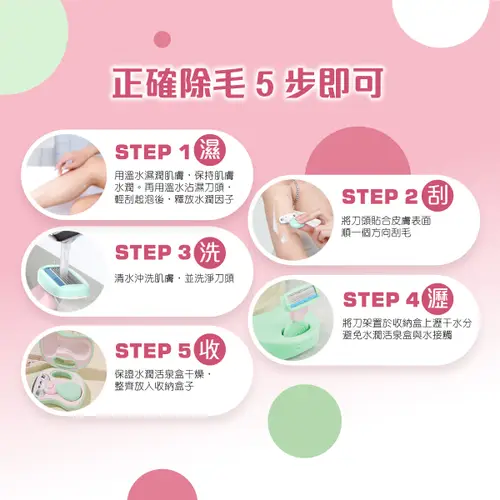 正確除毛5步即可
STEP 1 濕
用溫水濕潤肌膚，保持肌膚
水潤。再用溫水沾濕刀頭，
輕刮起泡後，釋放水潤因子
STEP 2 刮
將刀頭貼合皮膚表面
順一個方向刮毛
STEP 3 洗
清水沖洗肌膚，並洗淨刀頭
STEP 4 瀝
將刀架置於收納盒上瀝干水分
避免水潤活泉盒與水接觸
STEP 5 收
保證水潤活泉盒干燥，
整齊放入收納盒子